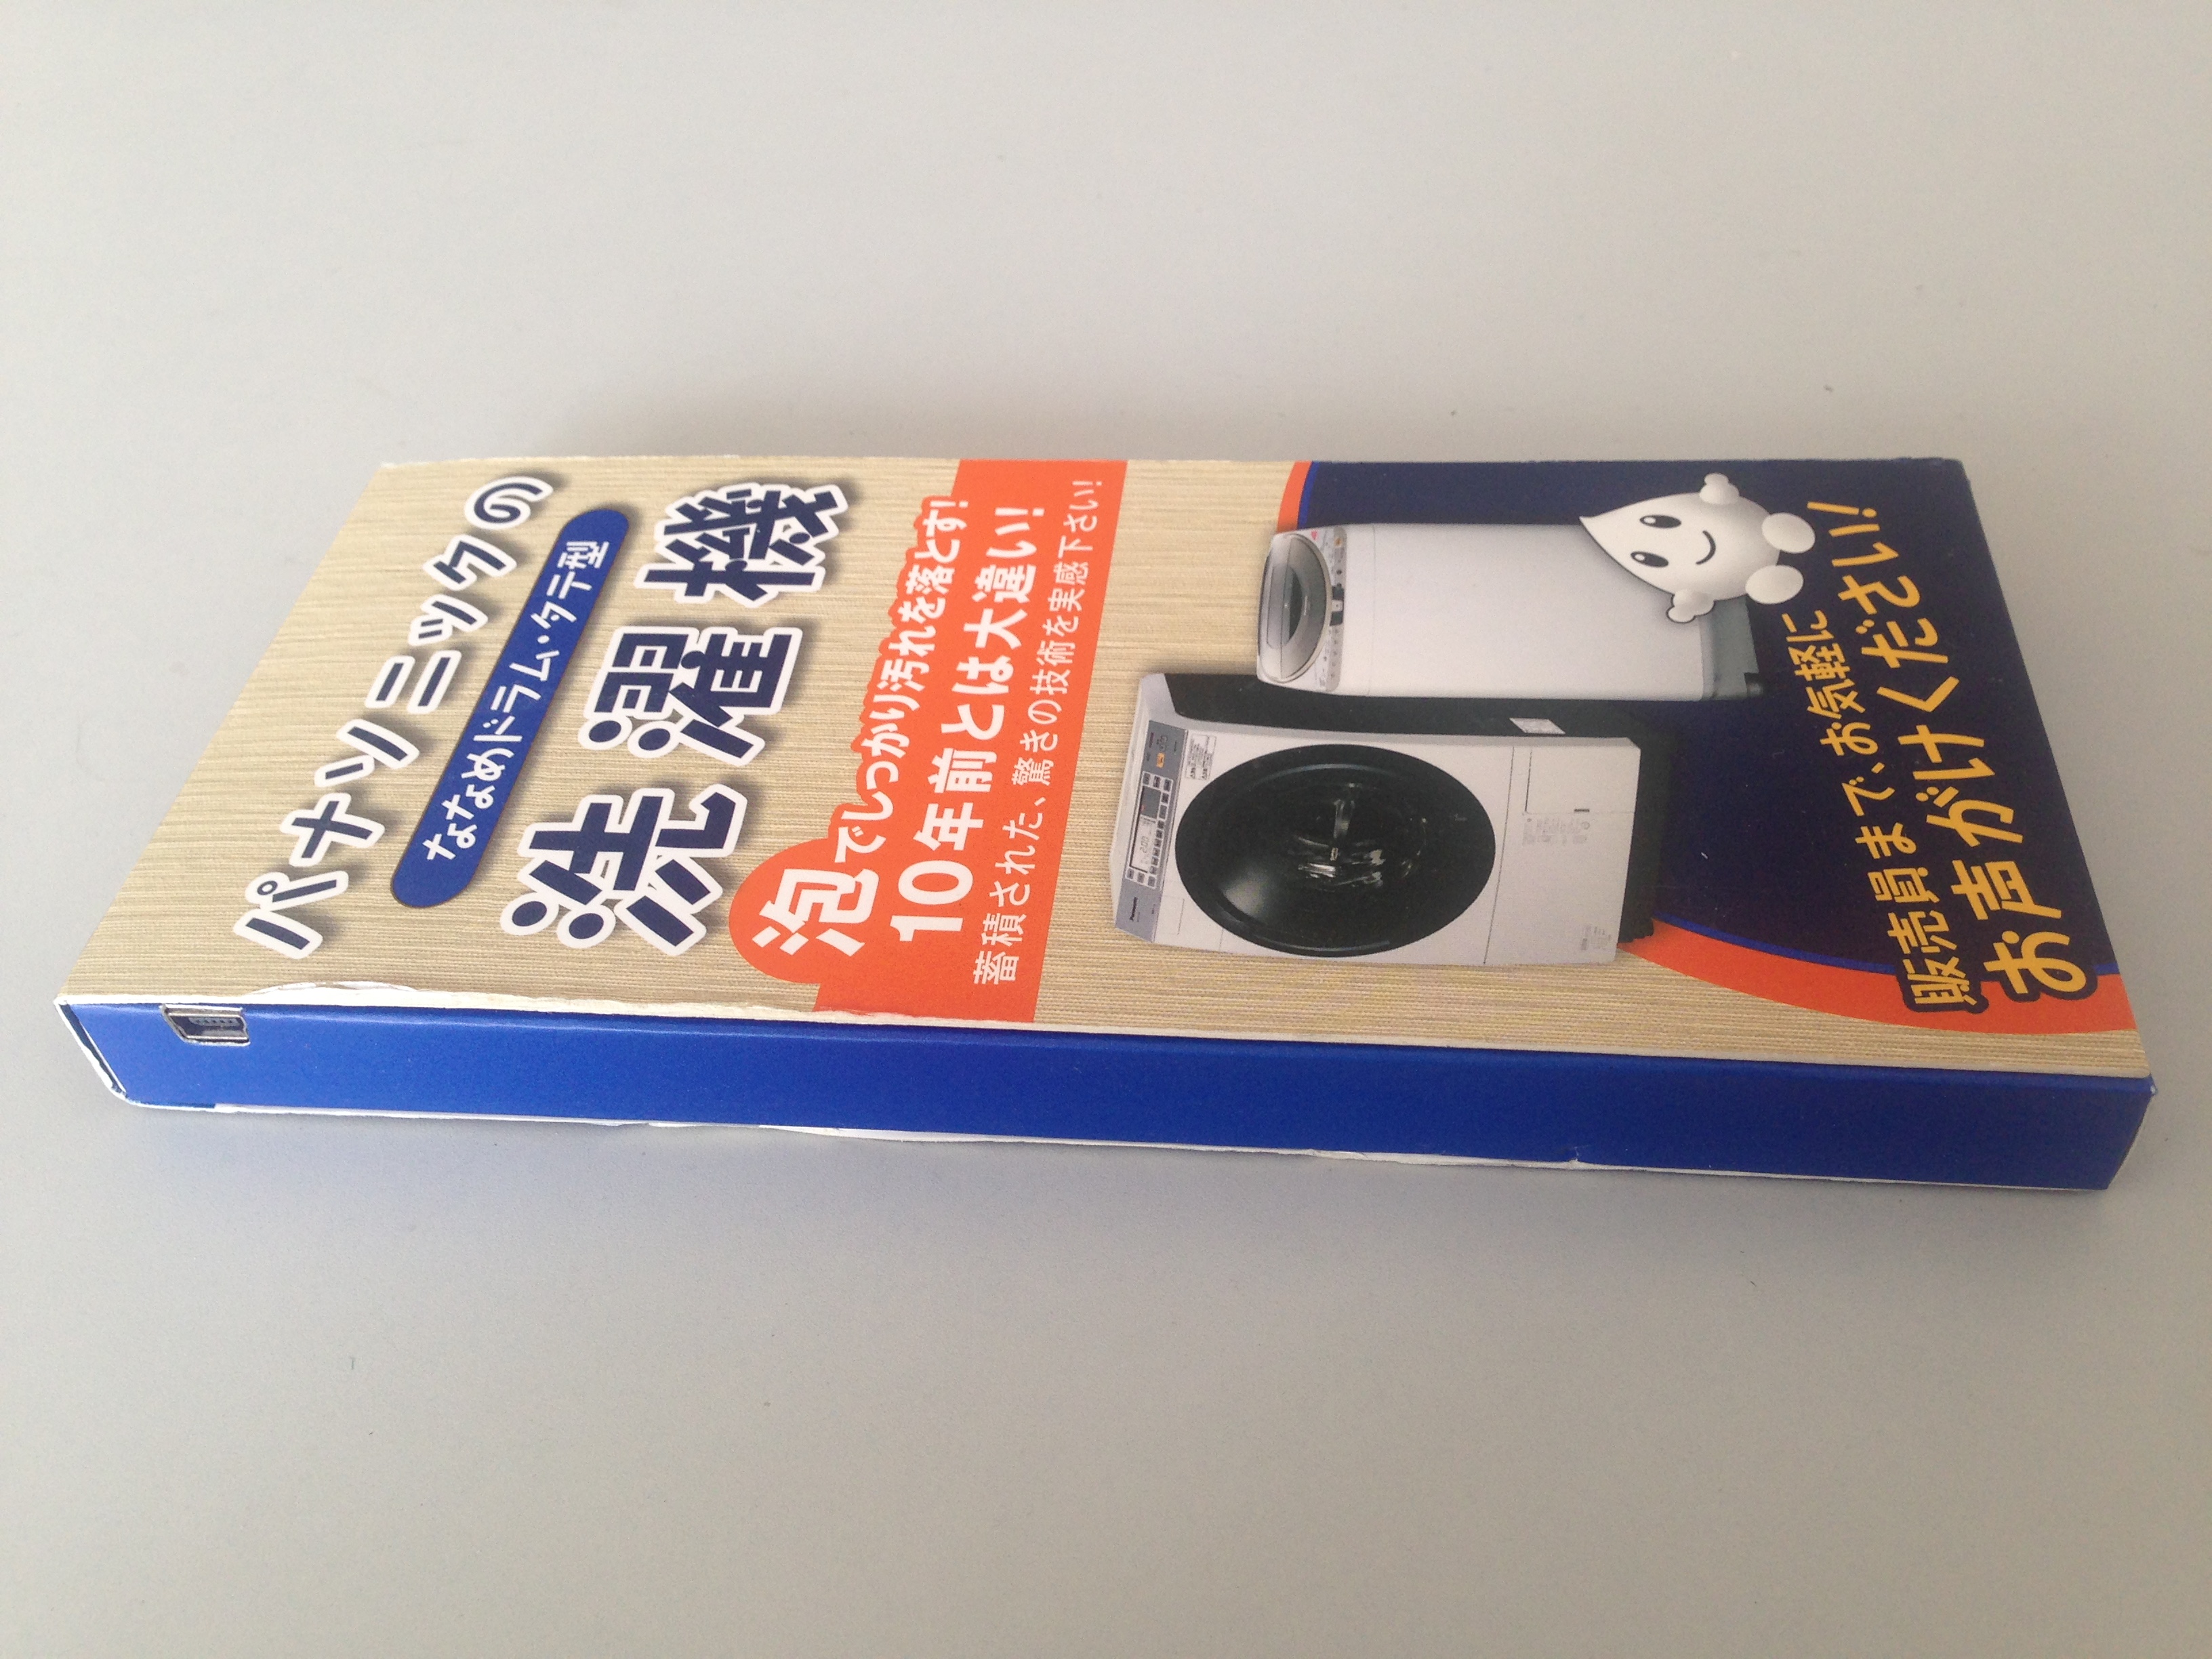 パナソニックの
ななめドラム・タテ型
洗濯機
泡でしっかり汚れを落とす!
10年前とは大違い!
蓄積された、驚きの技術を実感下さい!
Panasonic
販売員まで、お気軽に
お声がけください!